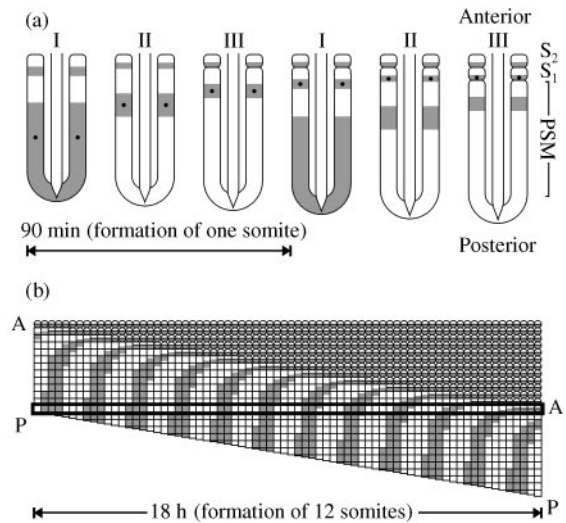 (a)
Anterior
I II III I II III
S2
S1
PSM
90 min (formation of one somite)
Posterior
(b)
A
P
A
18 h (formation of 12 somites)
P